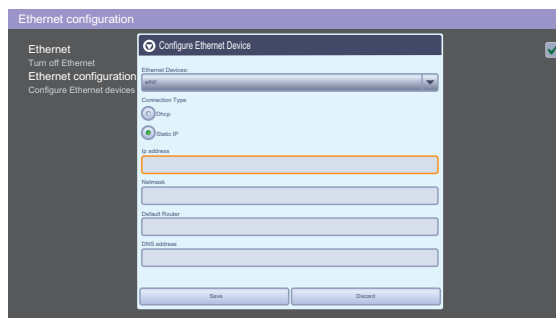 Ethernet configuration
Ethernet
Turn off Ethernet
Ethernet configuration
Configure Ethernet devices
Configure Ethernet Device
Ethernet Devices:
eth0
Connection Type
Dhcp
Static IP
Ip address
Netmask
Default Router
DNS address
Save
Discard